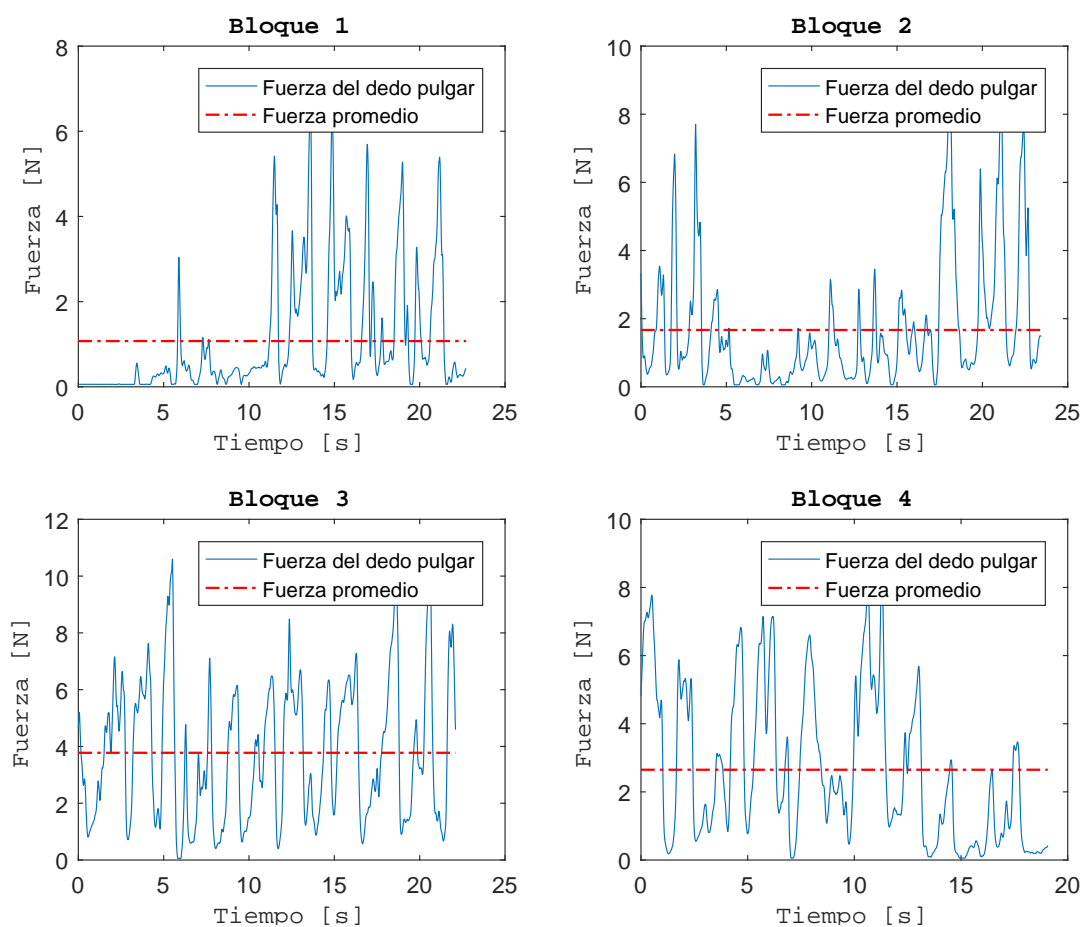 Bloque 1
8
6
4
2
0
Fuerza [N]
Fuerza del dedo pulgar
Fuerza promedio
0 5 10 15 20 25
Tiempo [s]
Bloque 2
10
8
6
4
2
0
Fuerza [N]
Fuerza del dedo pulgar
Fuerza promedio
0 5 10 15 20 25
Tiempo [s]
Bloque 3
12
10
8
6
4
2
0
Fuerza [N]
Fuerza del dedo pulgar
Fuerza promedio
0 5 10 15 20 25
Tiempo [s]
Bloque 4
10
8
6
4
2
0
Fuerza [N]
Fuerza del dedo pulgar
Fuerza promedio
0 5 10 15 20
Tiempo [s]